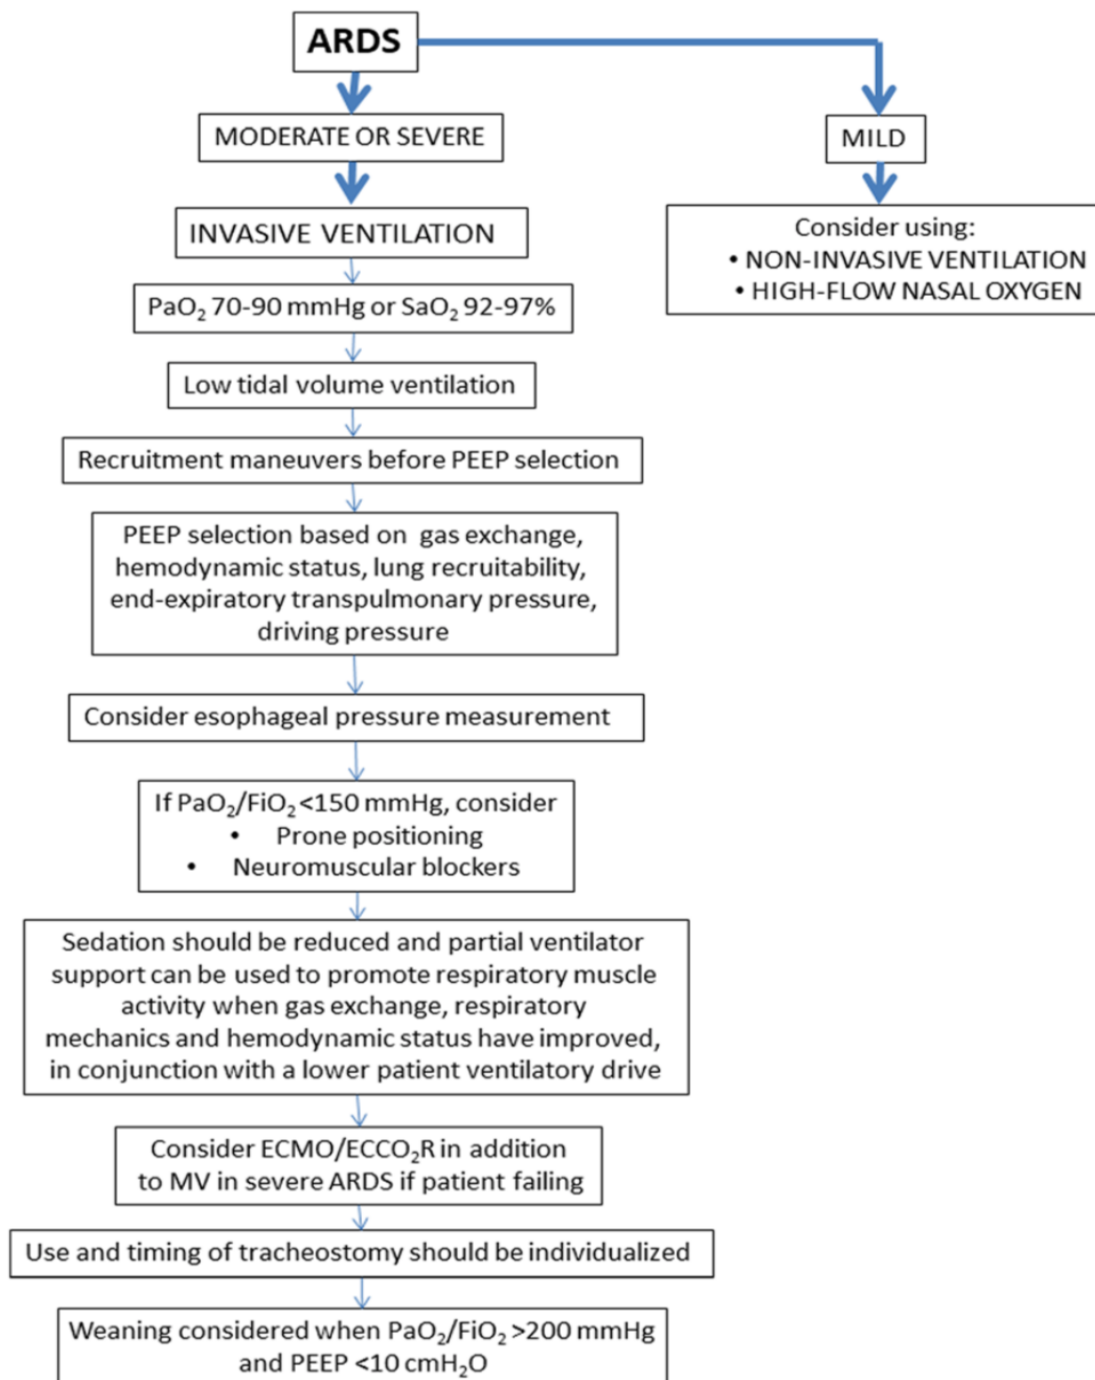 ARDS
MODERATE OR SEVERE
MILD
INVASIVE VENTILATION
Consider using:
• NON-INVASIVE VENTILATION
• HIGH-FLOW NASAL OXYGEN
PaO₂ 70-90 mmHg or SaO₂ 92-97%
Low tidal volume ventilation
Recruitment maneuvers before PEEP selection
PEEP selection based on gas exchange,
hemodynamic status, lung recruitability,
end-expiratory transpulmonary pressure,
driving pressure
Consider esophageal pressure measurement
If PaO₂/FiO₂ <150 mmHg, consider
• Prone positioning
• Neuromuscular blockers
Sedation should be reduced and partial ventilator
support can be used to promote respiratory muscle
activity when gas exchange, respiratory
mechanics and hemodynamic status have improved,
in conjunction with a lower patient ventilatory drive
Consider ECMO/ECCO₂R in addition
to MV in severe ARDS if patient failing
Use and timing of tracheostomy should be individualized
Weaning considered when PaO₂/FiO₂ >200 mmHg
and PEEP <10 cmH₂O